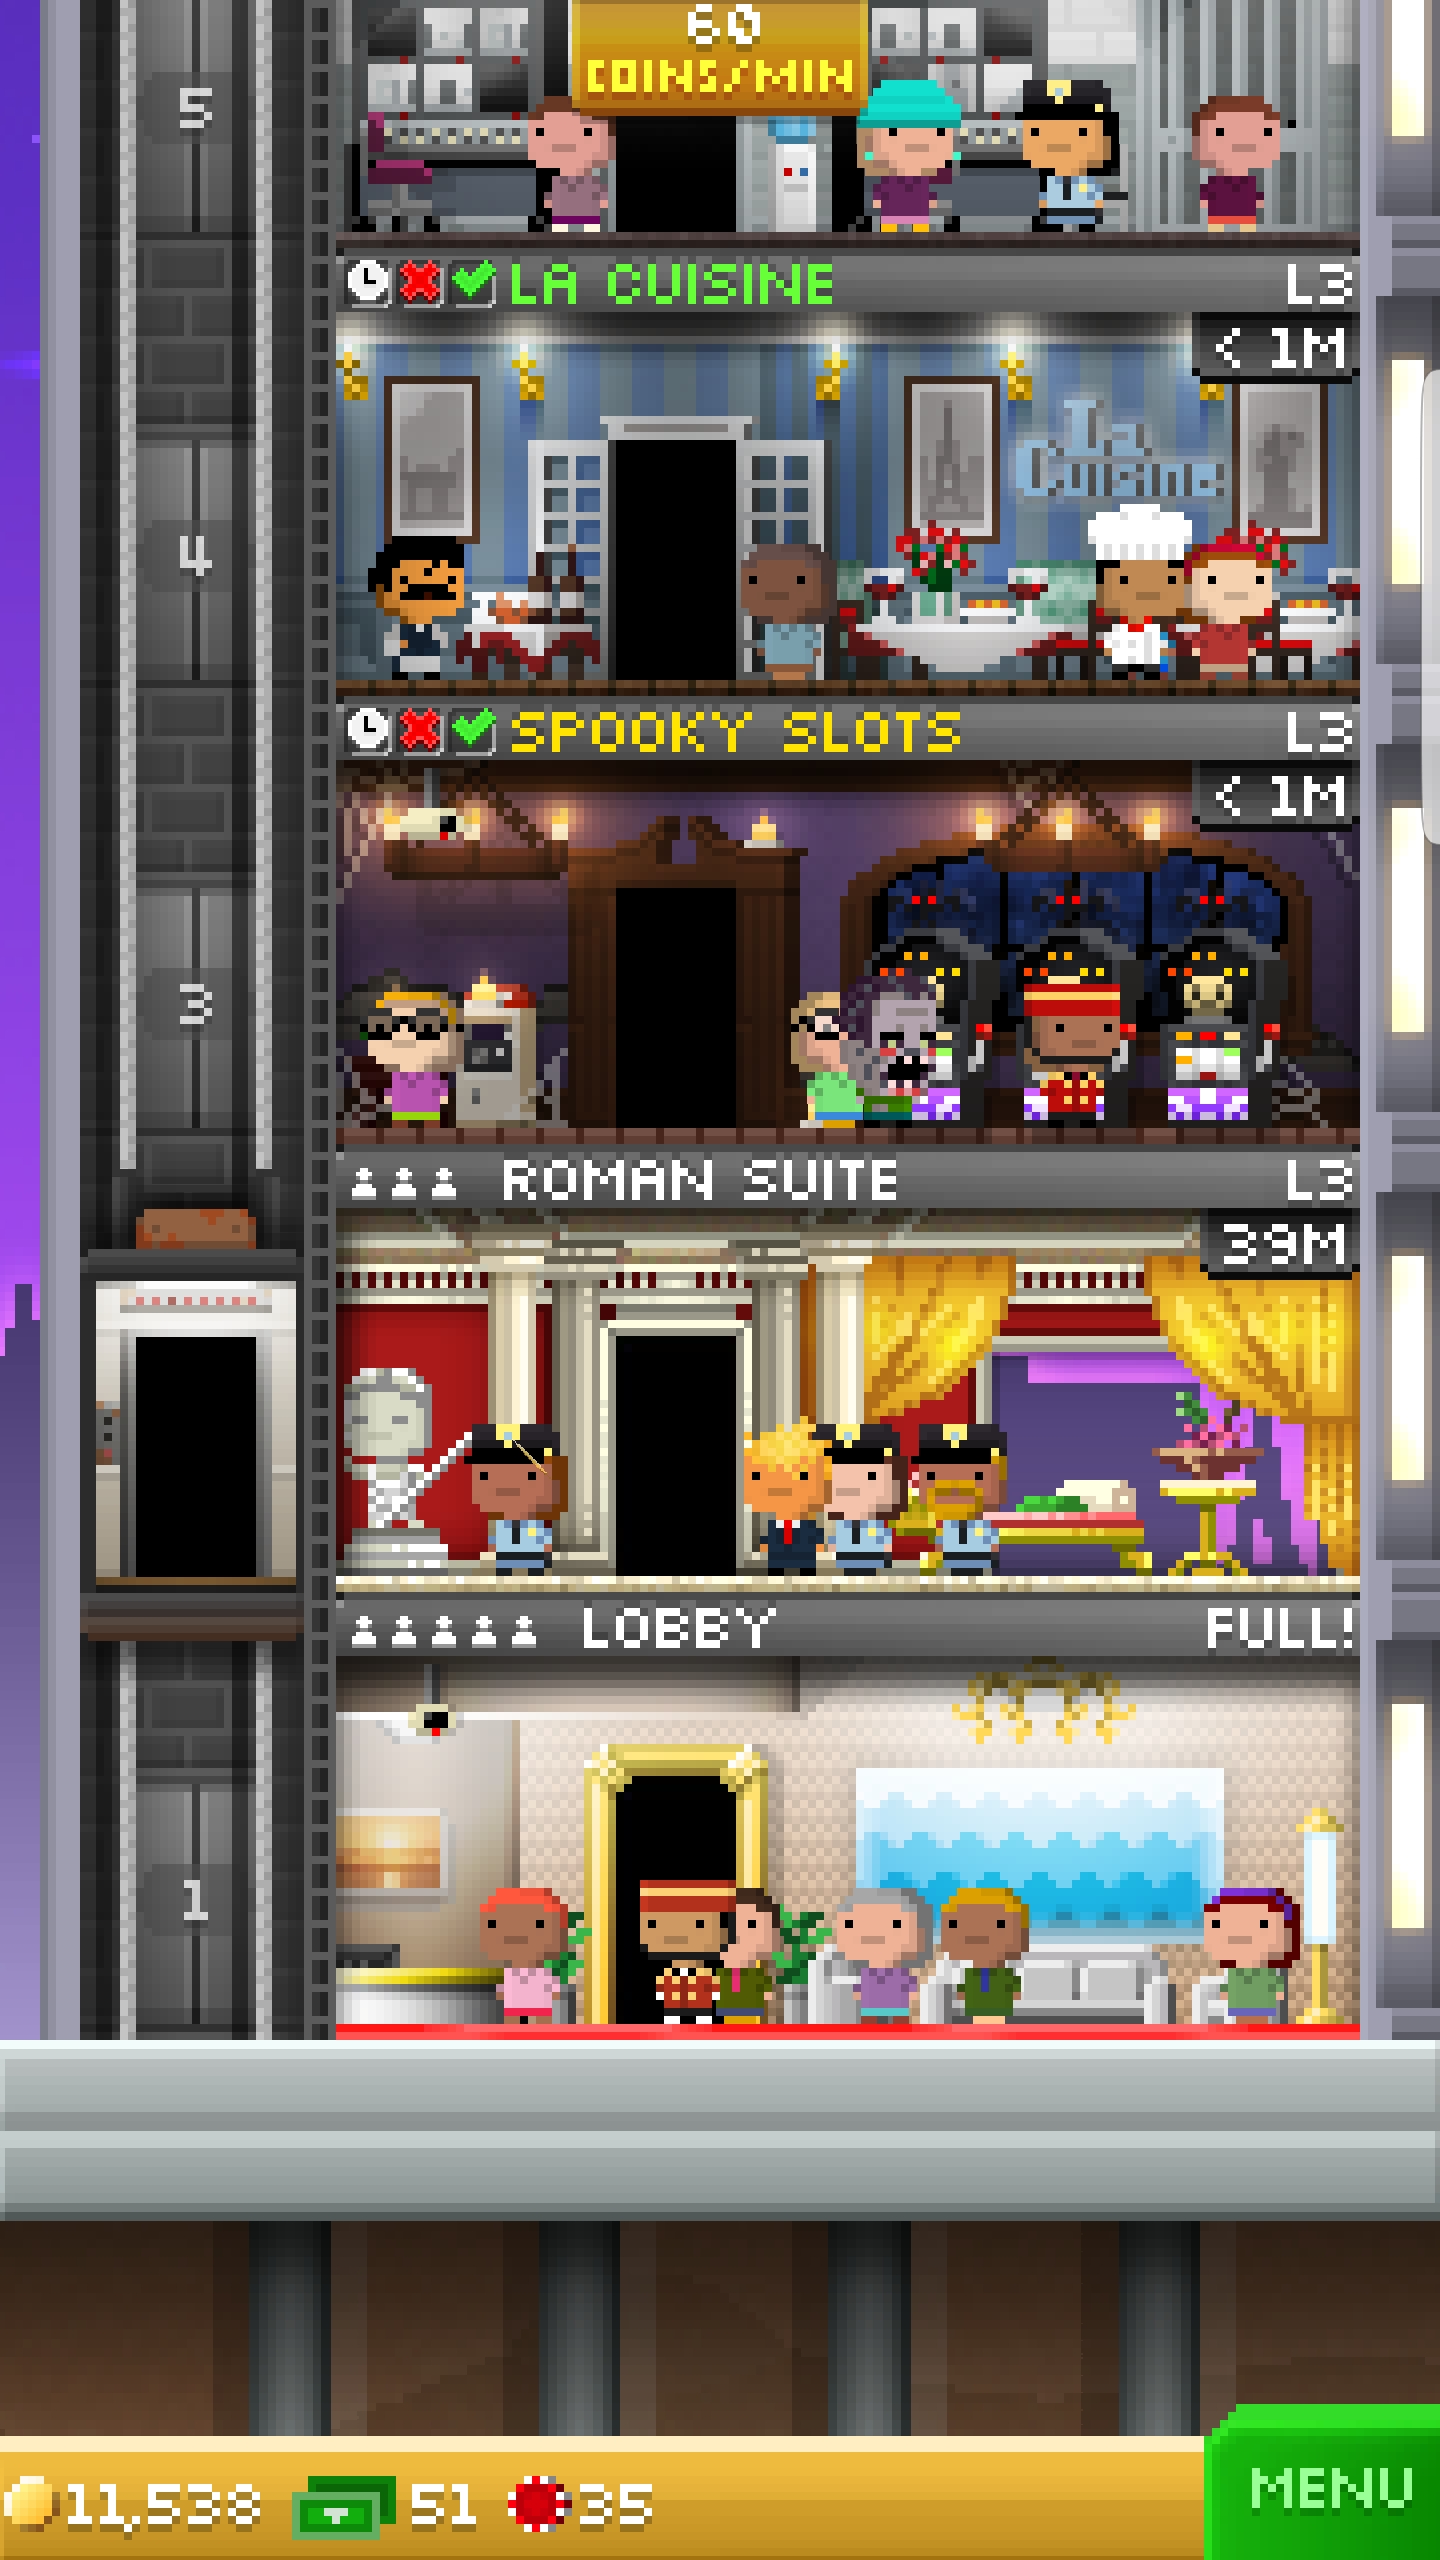 60
COINS/MIN
5
LA CUISINE L3
< 1M
La
Cuisine
4
SPOOKY SLOTS L3
< 1M
3
ROMAN SUITE L3
39M
LOBBY FULL!
1
11,538 51 35
MENU